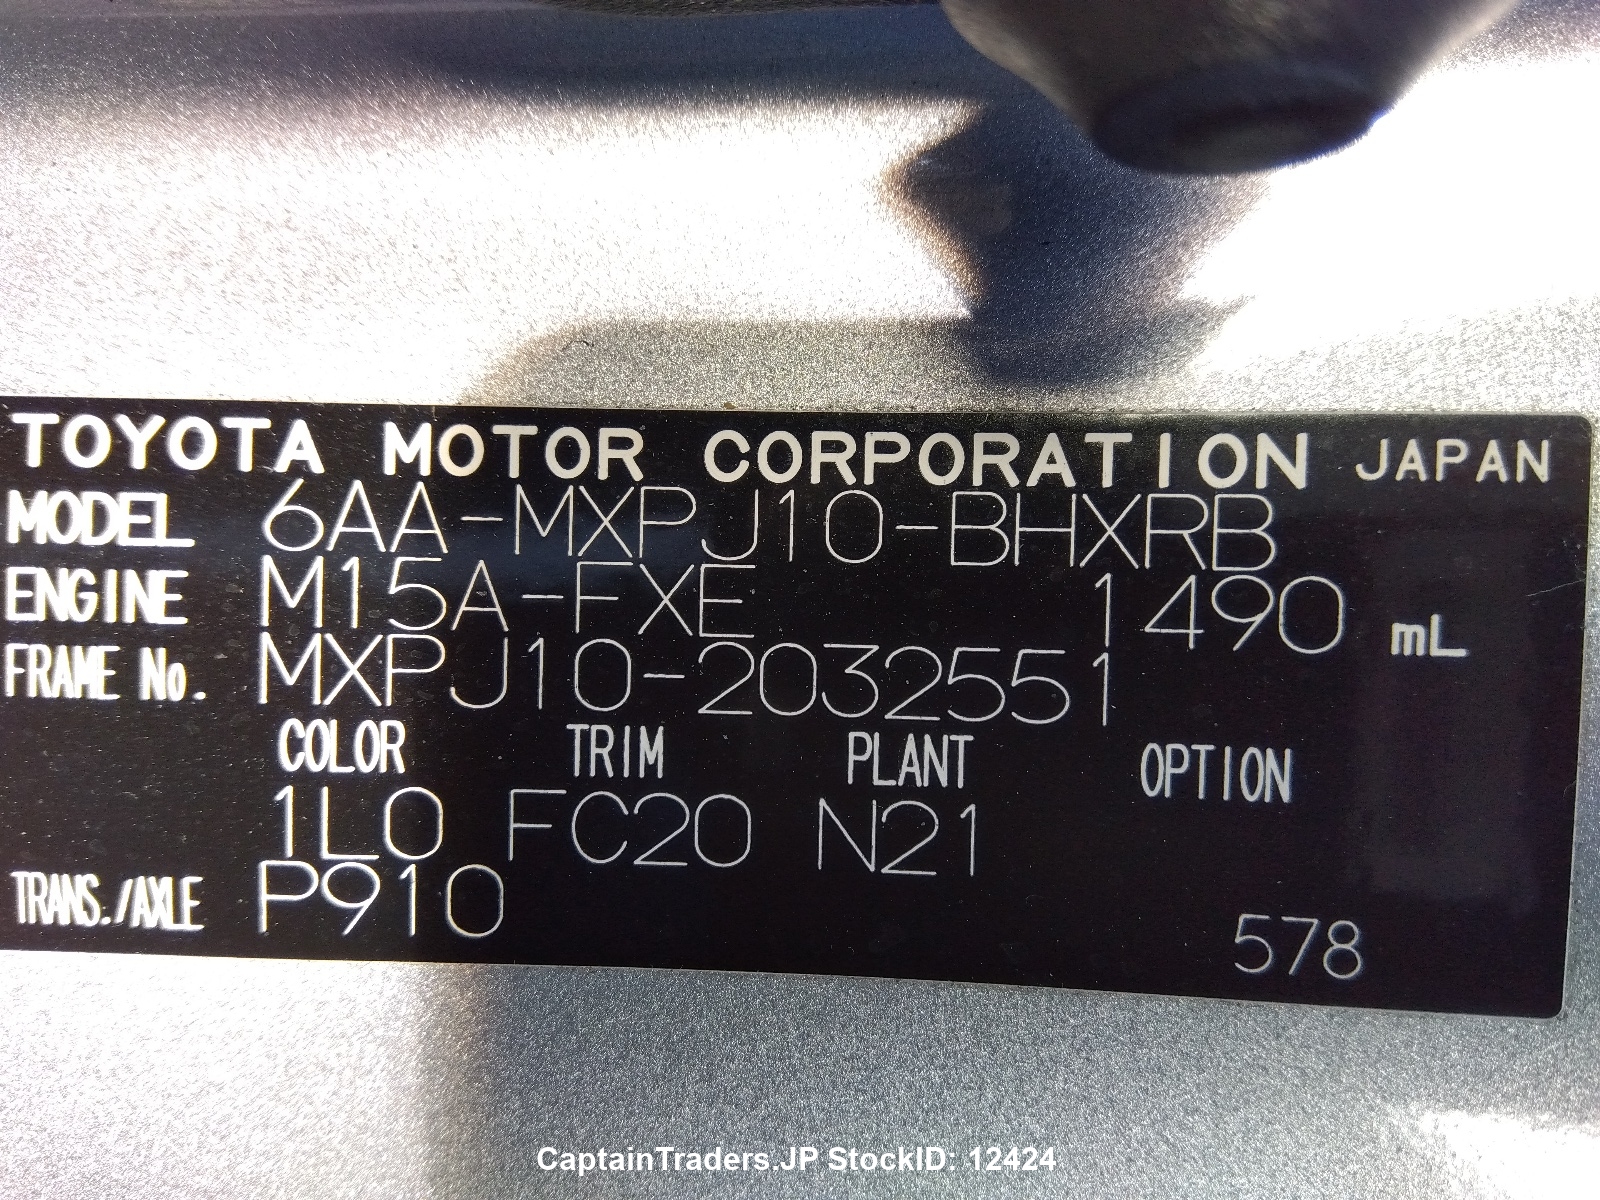 TOYOTA MOTOR CORPORATION JAPAN
MODEL 6AA-MXPJ10-BHXRB
ENGINE M15A-FXE 1490 mL
FRAME No. MXPJ10-2032551
COLOR TRIM PLANT OPTION
1L0 FC20 N21
TRANS./AXLE P910
578
CaptainTraders.JP StockID: 12424